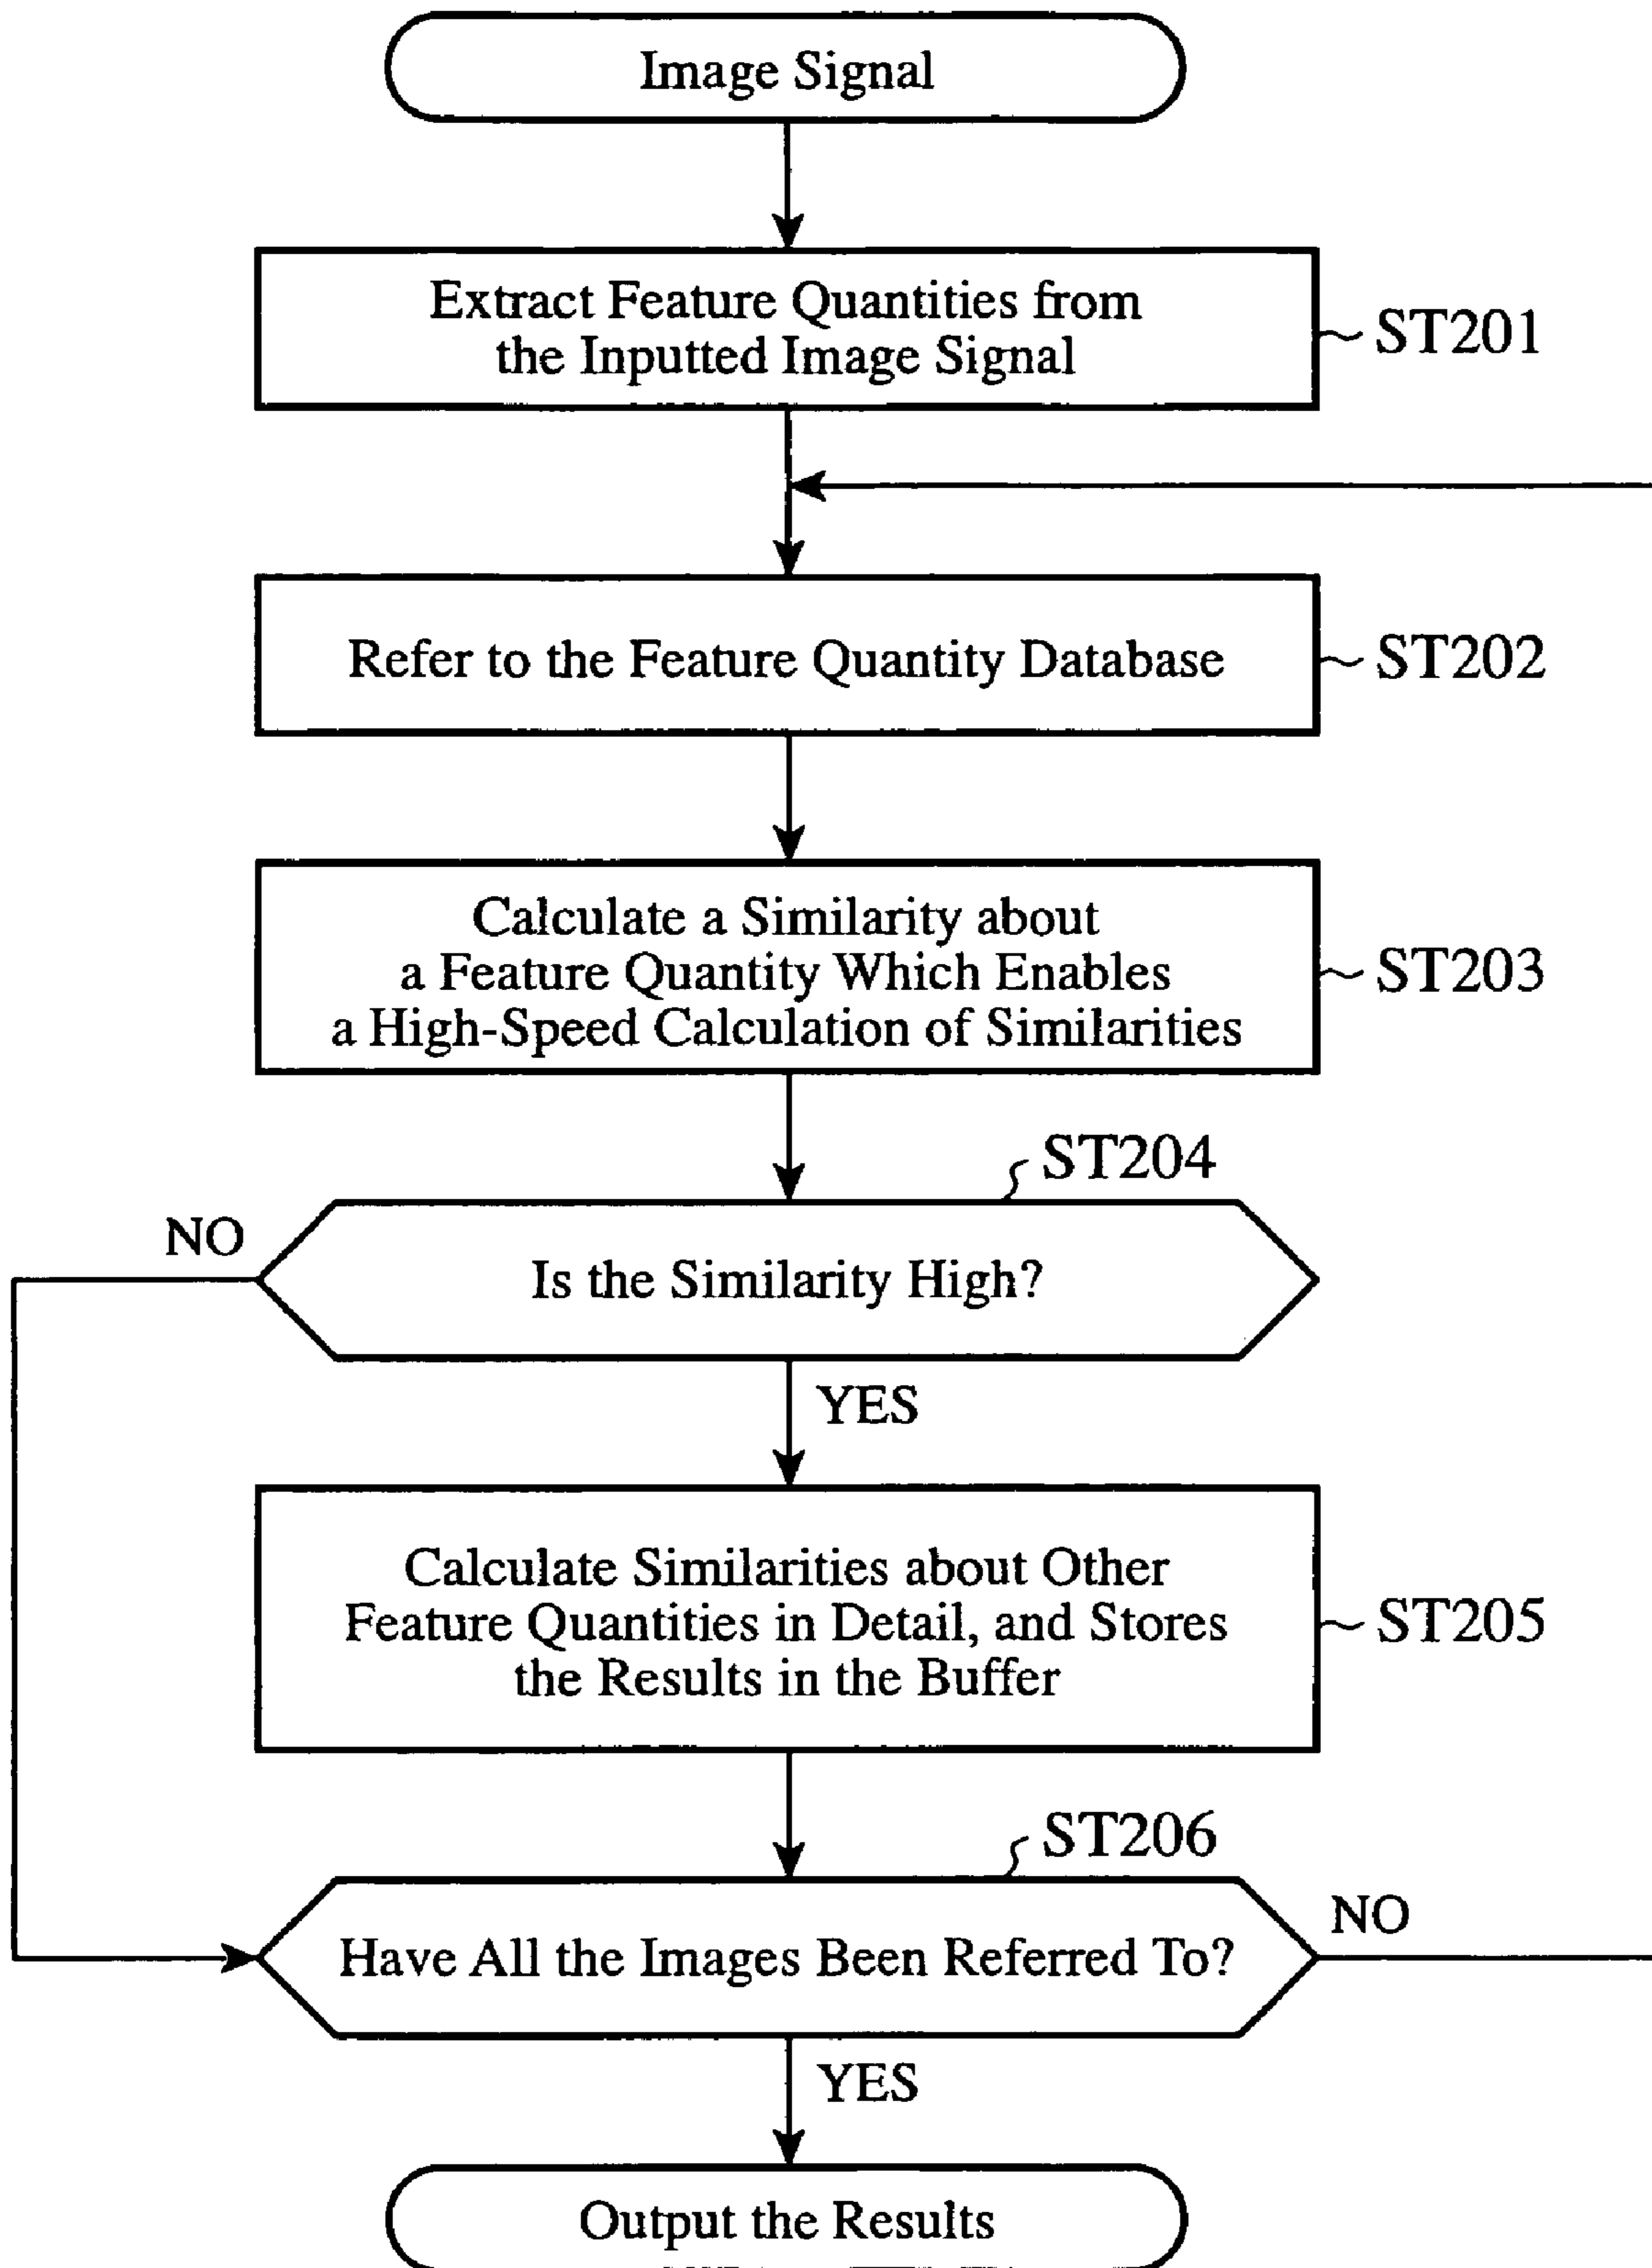 Image Signal
Extract Feature Quantities from
the Inputted Image Signal
ST201
Refer to the Feature Quantity Database
ST202
Calculate a Similarity about
a Feature Quantity Which Enables
a High-Speed Calculation of Similarities
ST203
ST204
NO
Is the Similarity High?
YES
Calculate Similarities about Other
Feature Quantities in Detail, and Stores
the Results in the Buffer
ST205
ST206
NO
Have All the Images Been Referred To?
YES
Output the Results